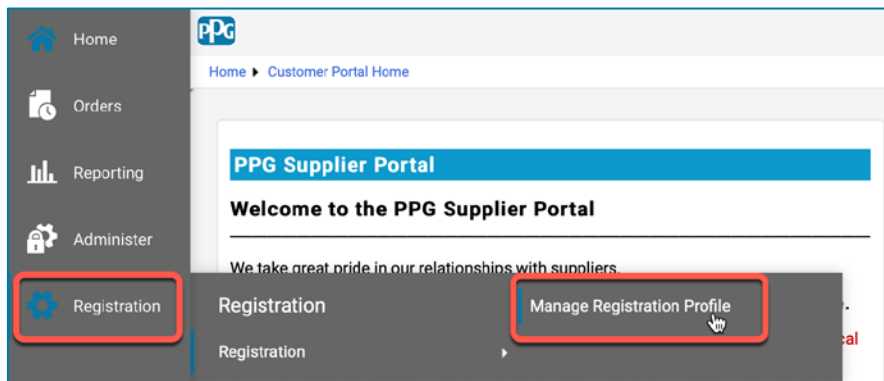 Home
PPG
Home ▶ Customer Portal Home
Orders
Reporting
Administer
PPG Supplier Portal
Welcome to the PPG Supplier Portal
We take great pride in our relationships with suppliers.
Registration
Registration
Manage Registration Profile
Registration